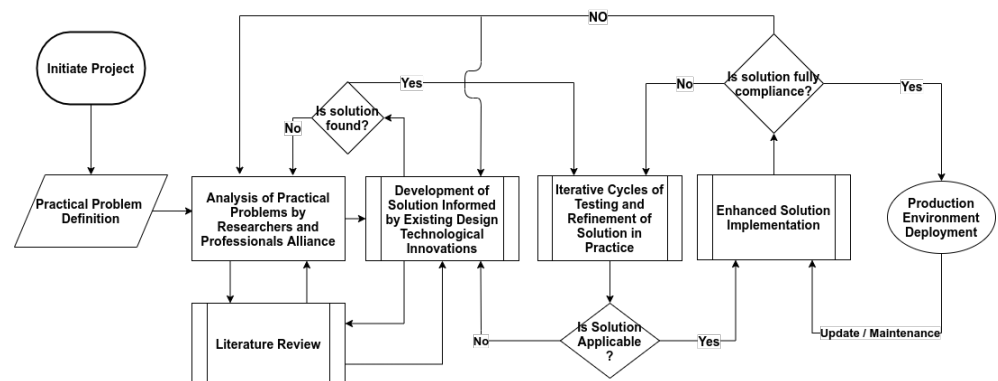 NO
Initiate Project
Is solution fully
compliance?
No
Yes
Is solution
found?
Yes
No
Practical Problem
Definition
Analysis of Practical
Problems by
Researchers and
Professionals Alliance
Development of
Solution Informed
by Existing Design
Technological
Innovations
Iterative Cycles of
Testing and
Refinement of
Solution in
Practice
Enhanced Solution
Implementation
Production
Environment
Deployment
Literature Review
No
Is Solution
Applicable
?
Yes
Update / Maintenance